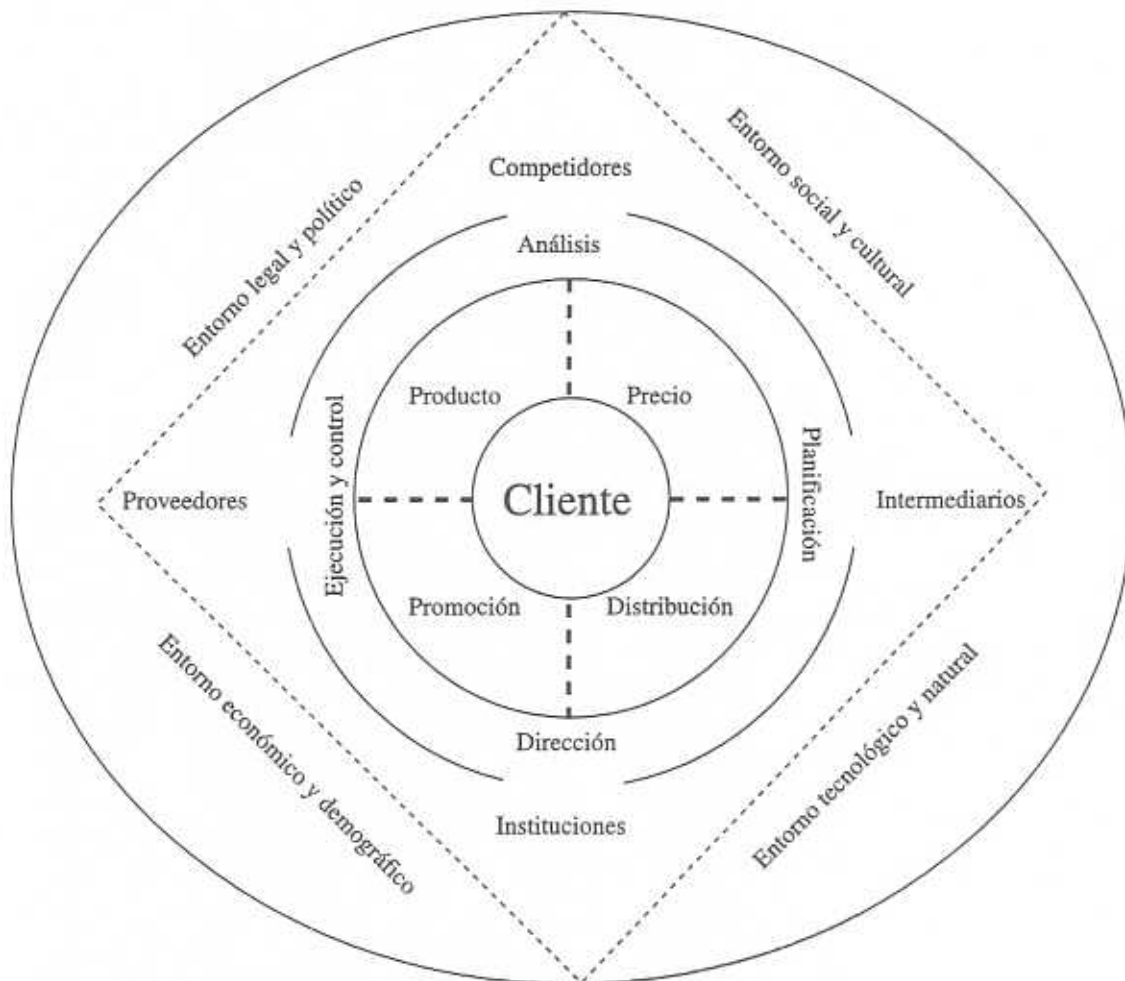 Entorno social y cultural
Competidores
Entorno legal y político
Análisis
Producto
Precio
Ejecución y control
Planificación
Cliente
Proveedores
Intermediarios
Promoción
Distribución
Entorno económico y demográfico
Entorno tecnológico y natural
Dirección
Instituciones